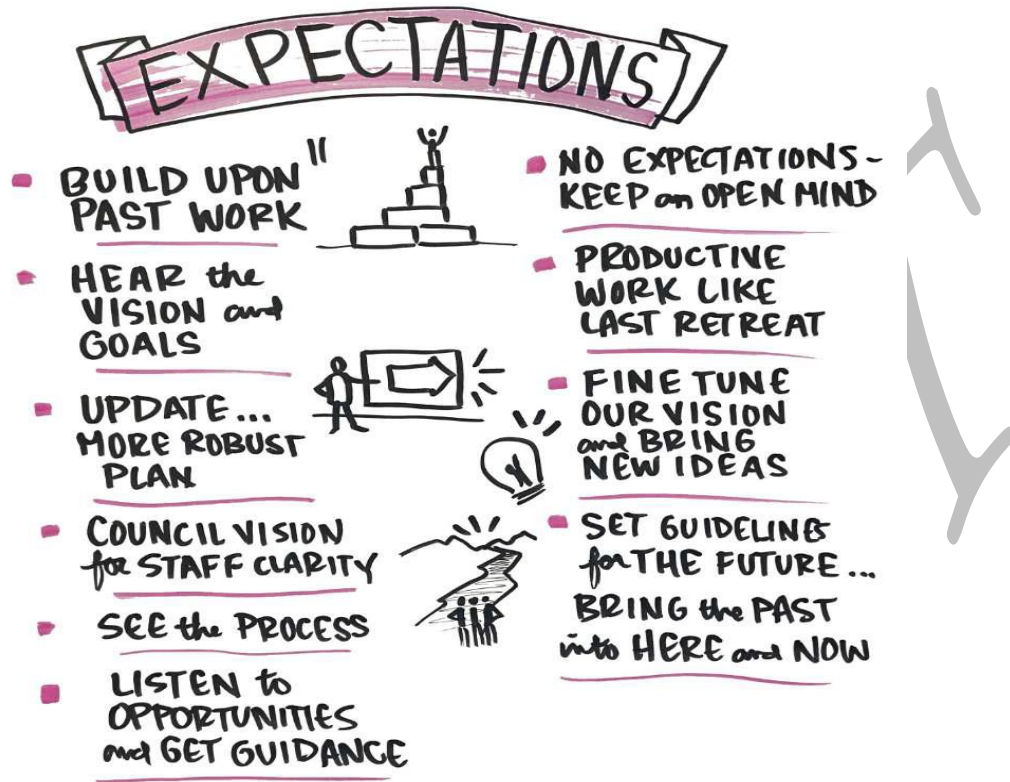 EXPECTATIONS
BUILD UPON "
PAST WORK
HEAR the
VISION and
GOALS
UPDATE...
MORE ROBUST
PLAN
COUNCIL VISION
for STAFF CLARITY
SEE the PROCESS
LISTEN to
OPPORTUNITIES
and GET GUIDANCE
NO EXPECTATIONS-
KEEP an OPEN MIND
PRODUCTIVE
WORK LIKE
LAST RETREAT
FINE TUNE
OUR VISION
and BRING
NEW IDEAS
SET GUIDELINES
for THE FUTURE...
BRING the PAST
into HERE and NOW